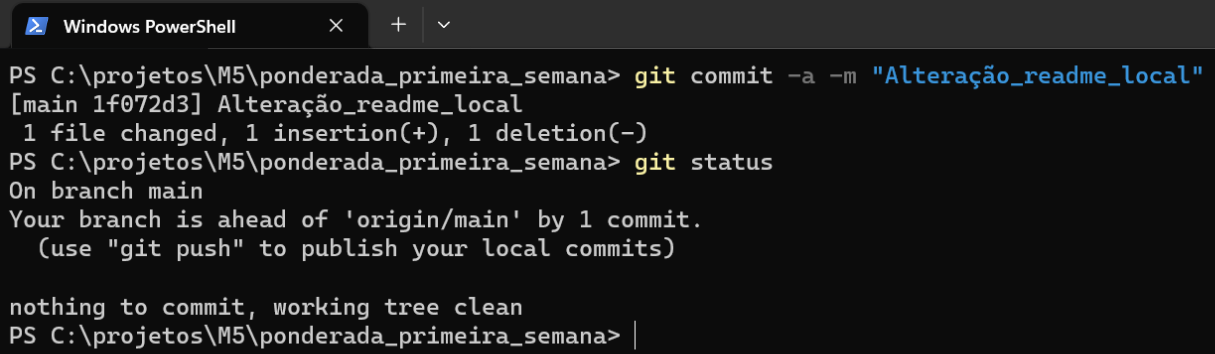 Windows PowerShell
PS C:\projetos\M5\ponderada_primeira_semana> git commit -a -m "Alteração_readme_local"
[main 1f072d3] Alteração_readme_local
 1 file changed, 1 insertion(+), 1 deletion(-)
PS C:\projetos\M5\ponderada_primeira_semana> git status
On branch main
Your branch is ahead of 'origin/main' by 1 commit.
  (use "git push" to publish your local commits)

nothing to commit, working tree clean
PS C:\projetos\M5\ponderada_primeira_semana>